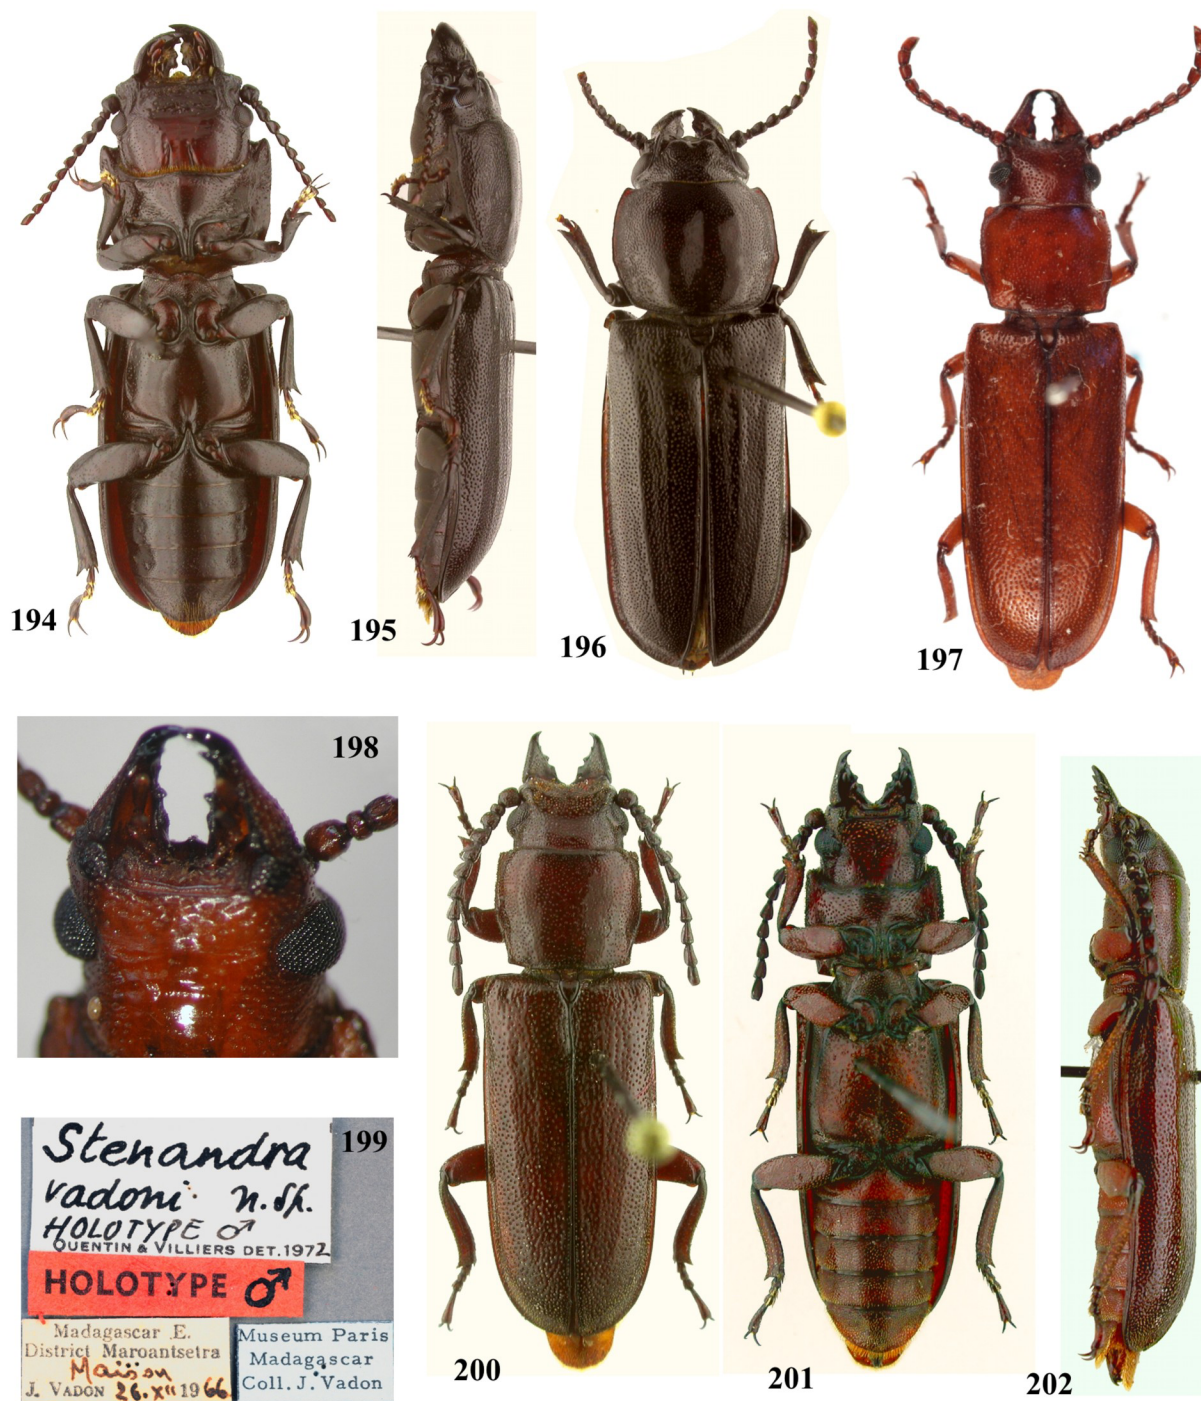 194
195
196
197
198
199
Stenandra
vadoni n.sp.
HOLOTYPE ♂
QUENTIN & VILLIERS DET. 1972
HOLOTYPE ♂
Madagascar E.
District Maroantsetra
J. VADON 26.XII 1966
Museum Paris
Madagascar
Coll. J. Vadon
200
201
202